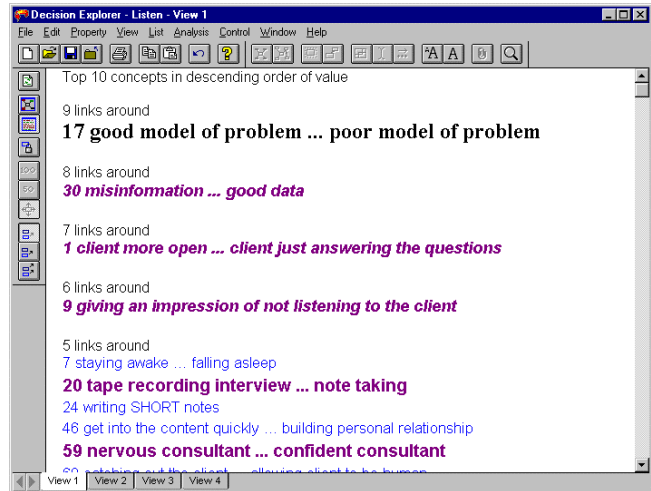 Decision Explorer - Listen - View 1
File Edit Property View List Analysis Control Window Help
Top 10 concepts in descending order of value
9 links around
17 good model of problem ... poor model of problem
8 links around
30 misinformation ... good data
7 links around
1 client more open ... client just answering the questions
6 links around
9 giving an impression of not listening to the client
5 links around
7 staying awake ... falling asleep
20 tape recording interview ... note taking
24 writing SHORT notes
46 get into the content quickly ... building personal relationship
59 nervous consultant ... confident consultant
View 1 View 2 View 3 View 4